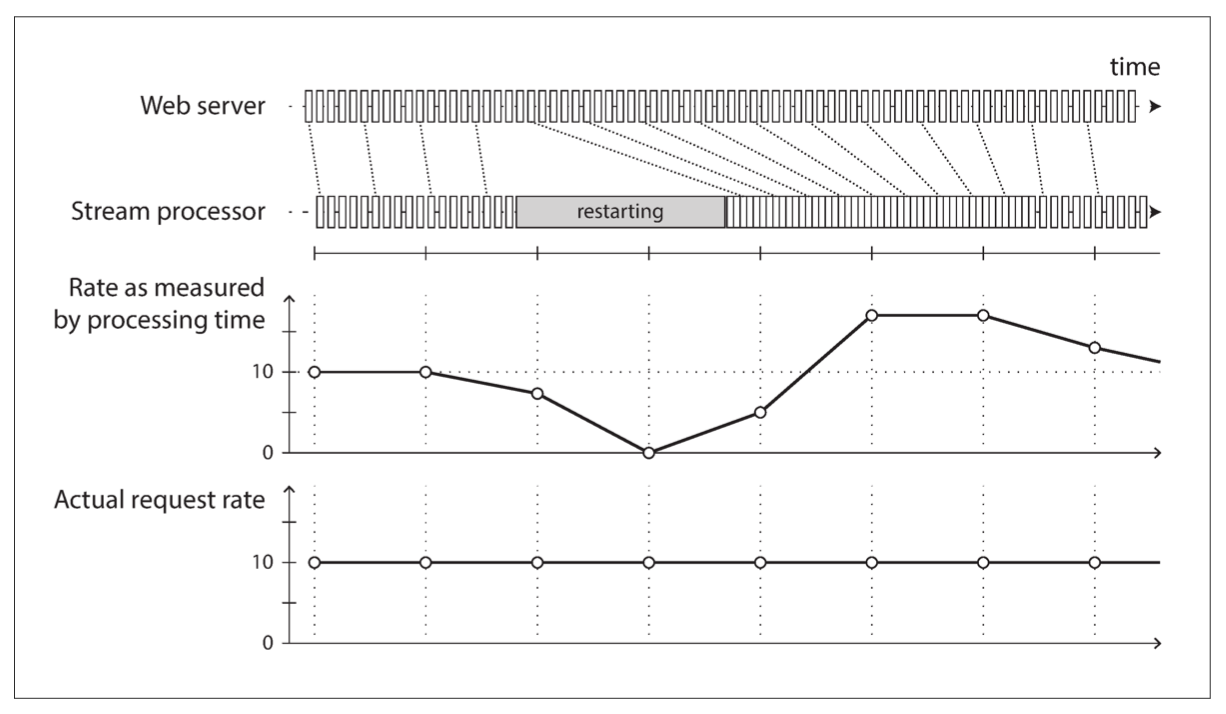 time
Web server
Stream processor
restarting
Rate as measured
by processing time
10
0
Actual request rate
10
0